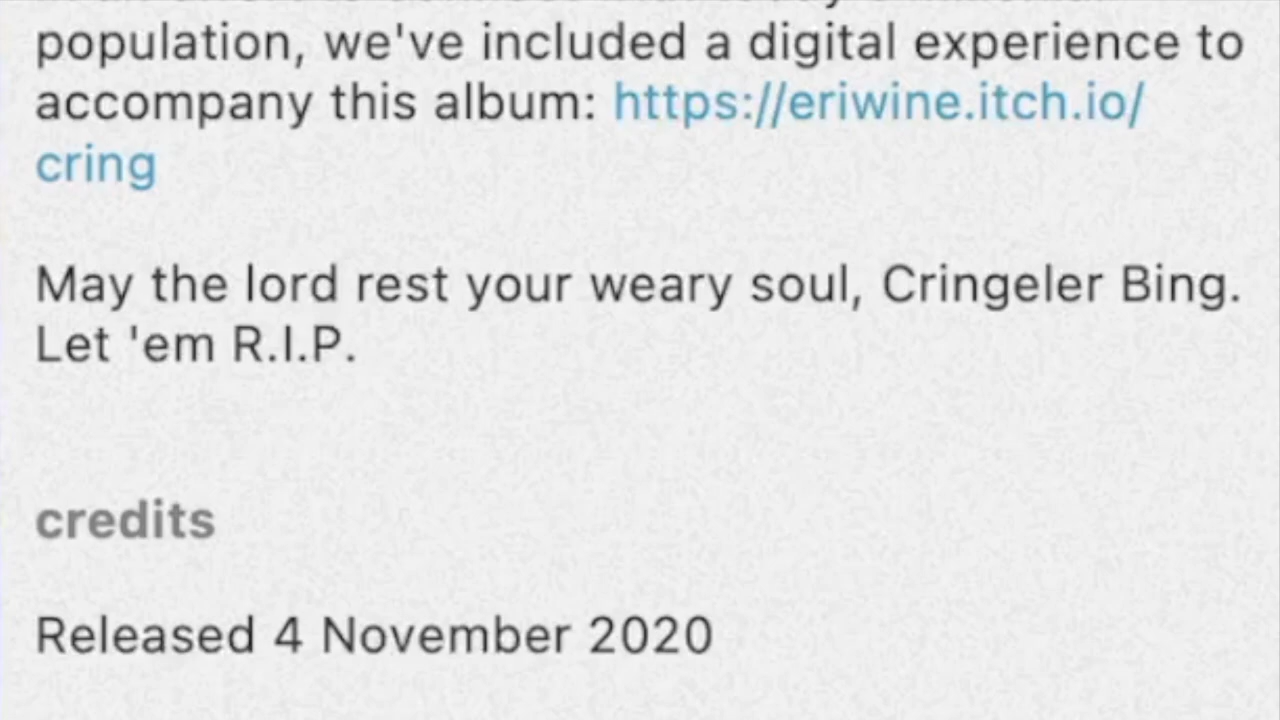 population, we've included a digital experience to
accompany this album: https://eriwine.itch.io/
cring
May the lord rest your weary soul, Cringeler Bing.
Let 'em R.I.P.
credits
Released 4 November 2020